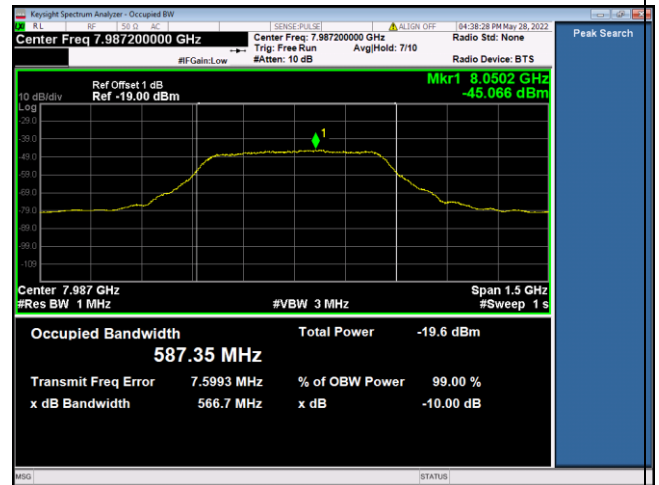 Keysight Spectrum Analyzer - Occupied BW
RL RF 50 Ω AC SENSE:PULSE ALIGN OFF 04:38:28 PM May 28, 2022
Center Freq 7.987200000 GHz Center Freq: 7.987200000 GHz Radio Std: None Peak Search
Trig: Free Run Avg|Hold: 7/10
#IFGain:Low #Atten: 10 dB Radio Device: BTS
Ref Offset 1 dB Mkr1 8.0502 GHz
10 dB/div Ref -19.00 dBm -45.066 dBm
Log
-29.0
1
-39.0
-49.0
-59.0
-69.0
-79.0
-89.0
-99.0
-109
Center 7.987 GHz Span 1.5 GHz
#Res BW 1 MHz #VBW 3 MHz #Sweep 1 s
Occupied Bandwidth Total Power -19.6 dBm
587.35 MHz
Transmit Freq Error 7.5993 MHz % of OBW Power 99.00 %
x dB Bandwidth 566.7 MHz x dB -10.00 dB
MSG STATUS